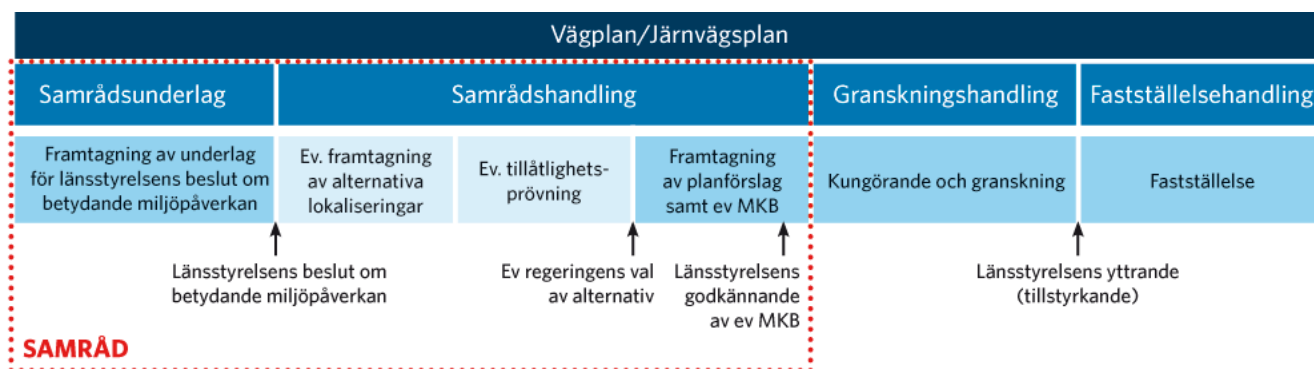 Vägplan/Järnvägsplan
Samrådsunderlag
Samrådshandling
Granskningshandling
Fastställelsehandling
Framtagning av underlag
för länsstyrelsens beslut om
betydande miljöpåverkan
Ev. framtagning
av alternativa
lokaliseringar
Ev. tillåtlighets-
prövning
Framtagning
av planförslag
samt ev MKB
Kungörande och granskning
Fastställelse
Länsstyrelsens beslut om
betydande miljöpåverkan
Ev regeringens val
av alternativ
Länsstyrelsens
godkännande
av ev MKB
Länsstyrelsens yttrande
(tillstyrkande)
SAMRÅD